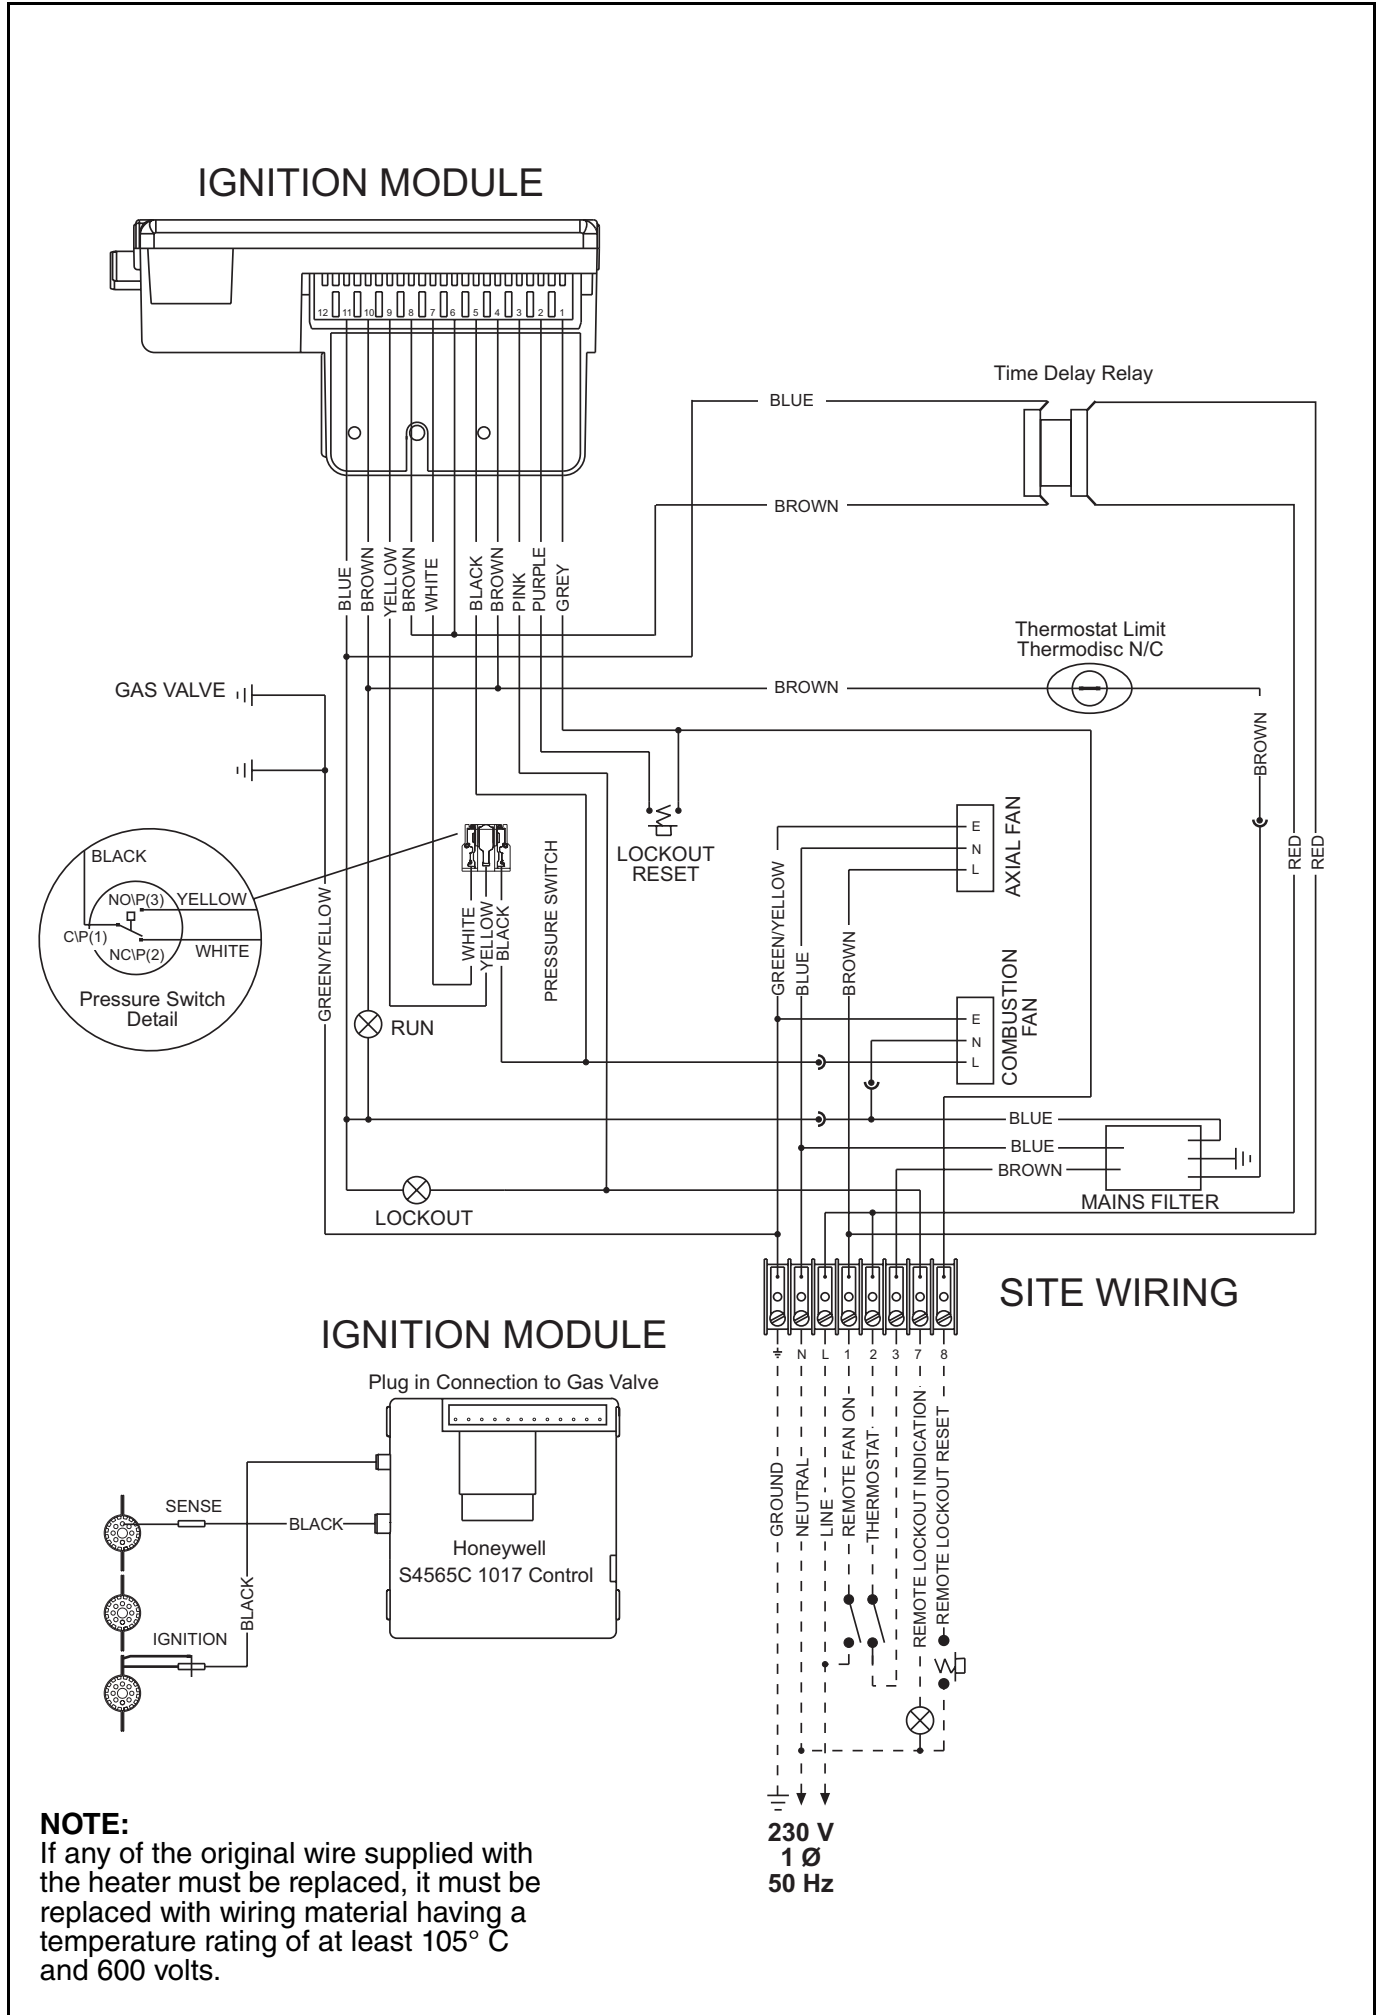 IGNITION MODULE
12 11 10 9 8 7 6 5 4 3 2 1
Time Delay Relay
BLUE
BROWN
BLUE
BROWN
YELLOW
BROWN
WHITE
BLACK
BROWN
PINK
PURPLE
GREY
Thermostat Limit
Thermodisc N/C
GAS VALVE
BROWN
BROWN
RED
RED
LOCKOUT
RESET
E
N
L
AXIAL FAN
BLACK
NO\P(3)
YELLOW
C\P(1)
NC\P(2)
WHITE
Pressure Switch
Detail
GREEN/YELLOW
WHITE
YELLOW
BLACK
PRESSURE SWITCH
GREEN/YELLOW
BLUE
BROWN
RUN
E
N
L
COMBUSTION
FAN
BLUE
BLUE
BROWN
MAINS FILTER
LOCKOUT
SITE WIRING
N L 1 2 3 7 8
GROUND
NEUTRAL
LINE
REMOTE FAN ON
THERMOSTAT
REMOTE LOCKOUT INDICATION
REMOTE LOCKOUT RESET
230 V
1 Ø
50 Hz
IGNITION MODULE
Plug in Connection to Gas Valve
SENSE
BLACK
Honeywell
S4565C 1017 Control
BLACK
IGNITION
NOTE:
If any of the original wire supplied with
the heater must be replaced, it must be
replaced with wiring material having a
temperature rating of at least 105° C
and 600 volts.